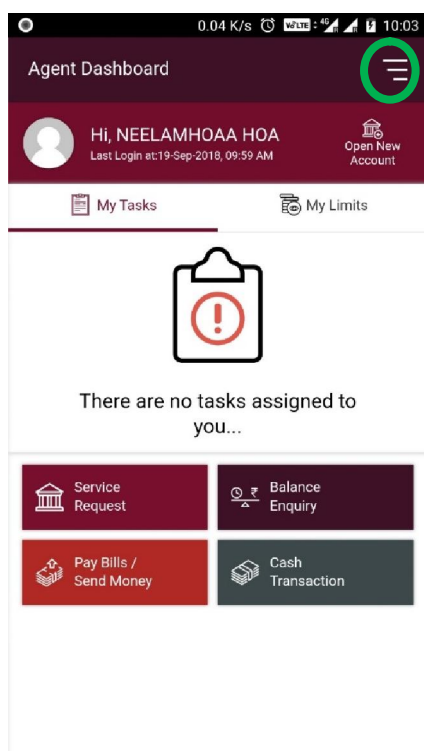 0.04 K/s VoLTE 4G 10:03
Agent Dashboard
Hi, NEELAMHOAA HOA
Last Login at:19-Sep-2018, 09:59 AM
Open New
Account
My Tasks
My Limits
There are no tasks assigned to
you...
Service
Request
₹ Balance
Enquiry
Pay Bills /
Send Money
Cash
Transaction